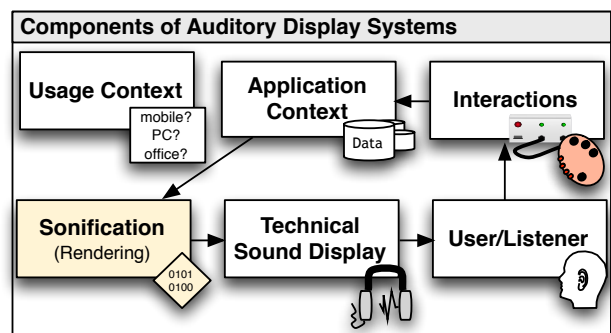 Components of Auditory Display Systems
Usage Context
mobile?
PC?
office?
Application
Context
Data
Interactions
Sonification
(Rendering)
0101
0100
Technical
Sound Display
User/Listener